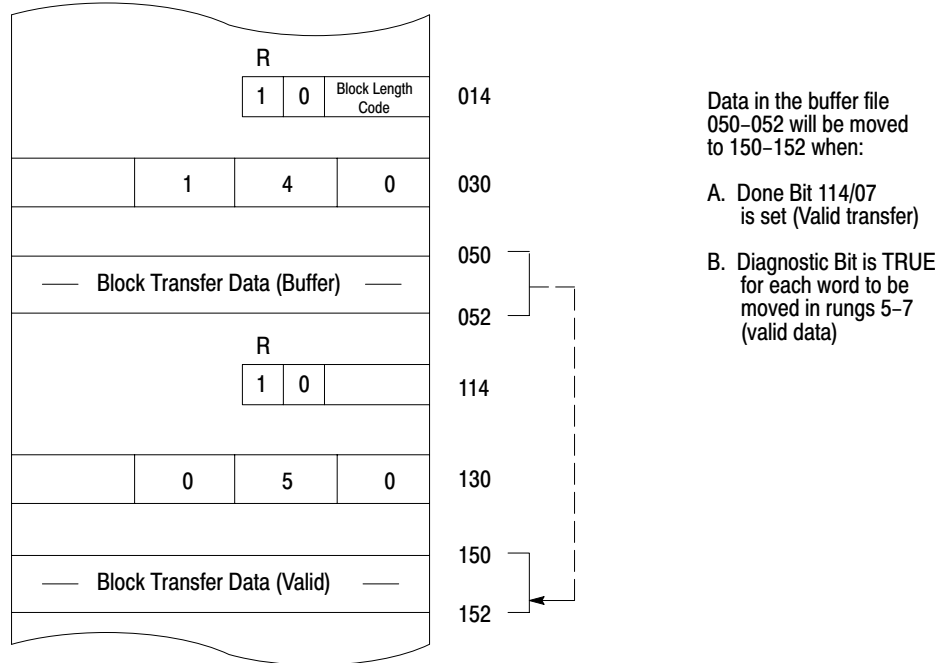 R
1 0 Block Length
Code 014
1 4 0 030
050
Block Transfer Data (Buffer)
052
R
1 0 114
0 5 0 130
150
Block Transfer Data (Valid)
152
Data in the buffer file
050–052 will be moved
to 150–152 when:
A. Done Bit 114/07
is set (Valid transfer)
B. Diagnostic Bit is TRUE
for each word to be
moved in rungs 5–7
(valid data)